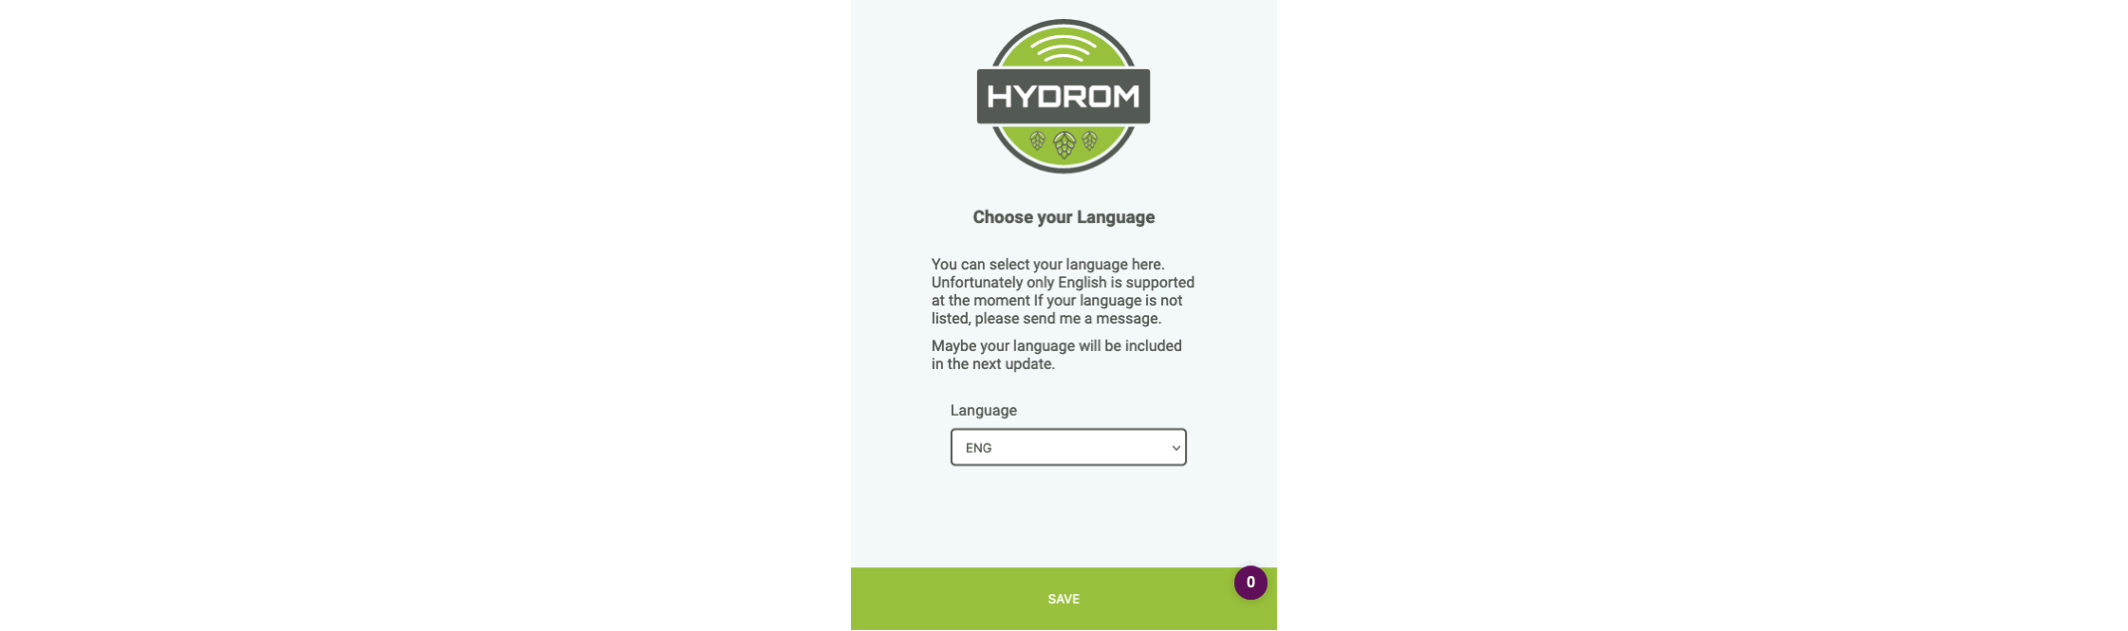 HYDROM
Choose your Language
You can select your language here.
Unfortunately only English is supported
at the moment If your language is not
listed, please send me a message.
Maybe your language will be included
in the next update.
Language
ENG
0
SAVE